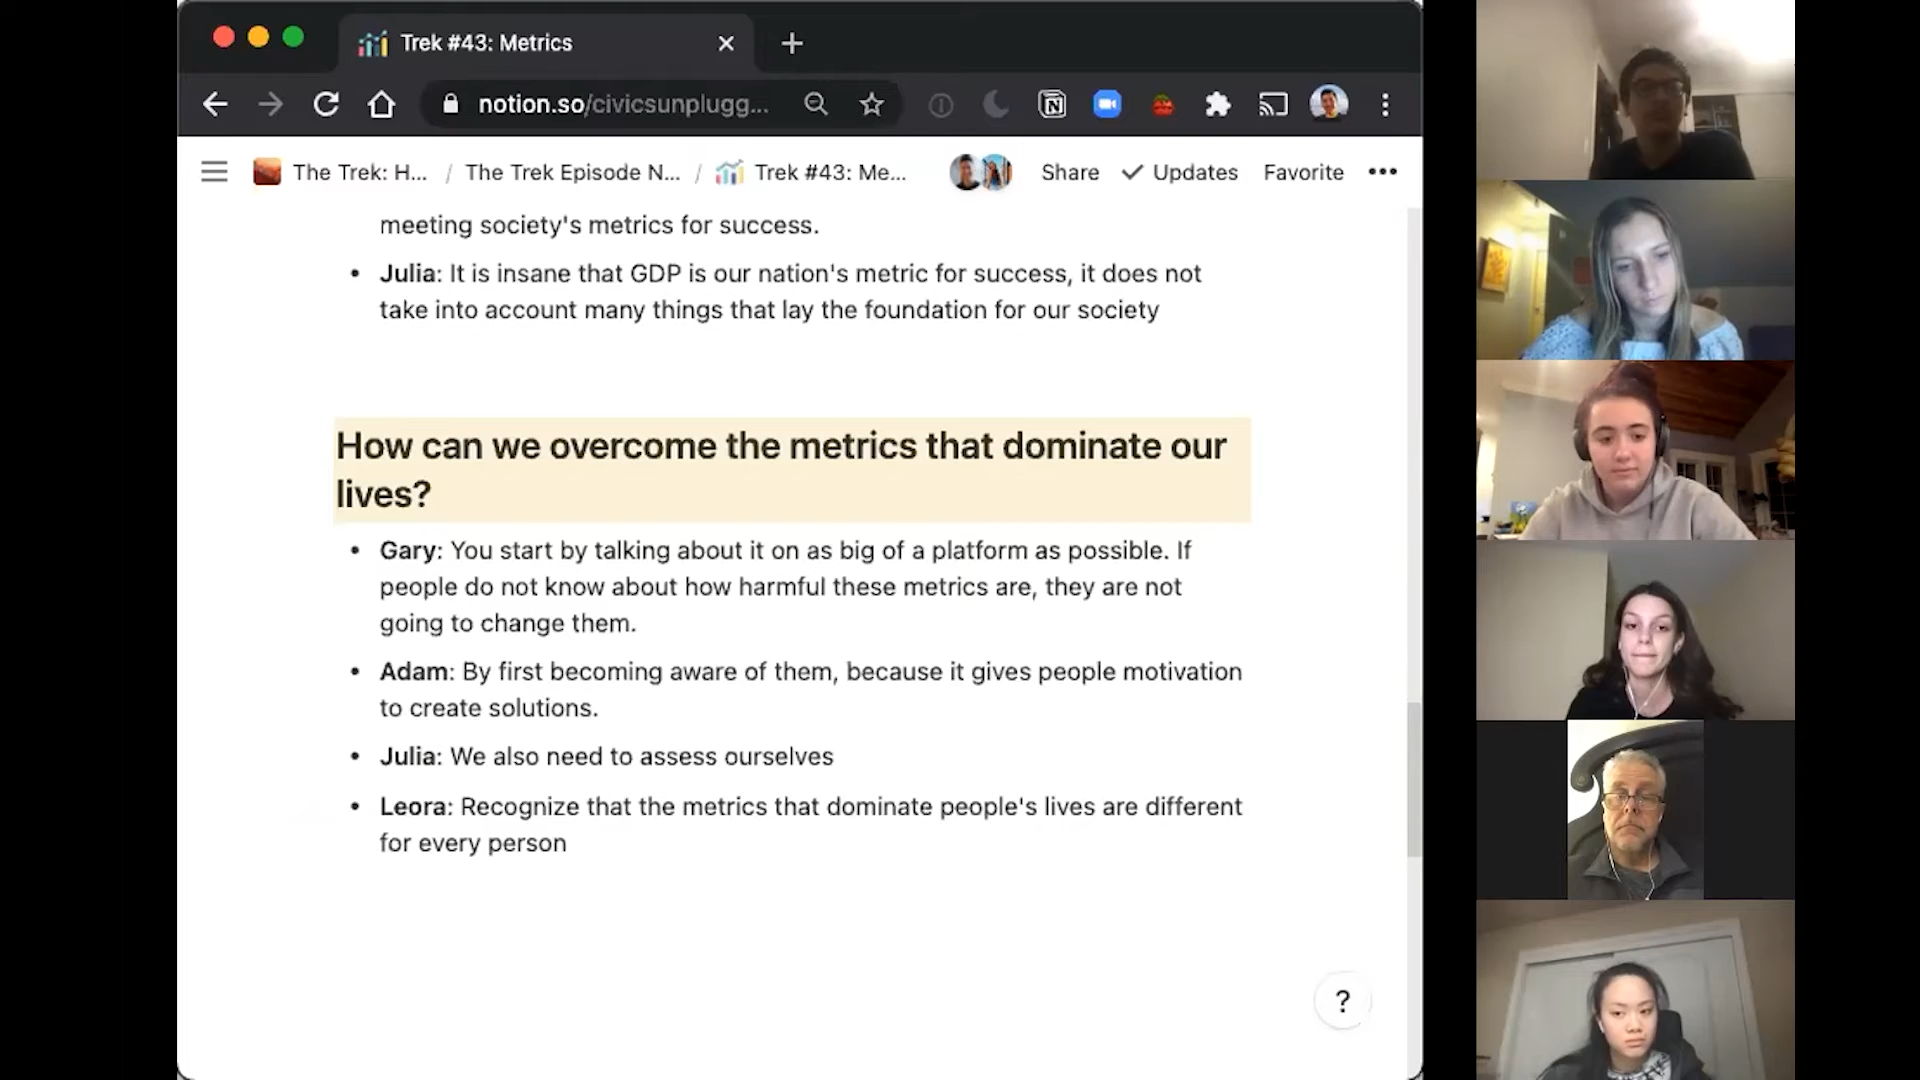 Trek #43: Metrics
notion.so/civicsunplugg...
The Trek: H... / The Trek Episode N... / Trek #43: Me... Share Updates Favorite
meeting society's metrics for success.
• Julia: It is insane that GDP is our nation's metric for success, it does not
take into account many things that lay the foundation for our society
How can we overcome the metrics that dominate our
lives?
• Gary: You start by talking about it on as big of a platform as possible. If
people do not know about how harmful these metrics are, they are not
going to change them.
• Adam: By first becoming aware of them, because it gives people motivation
to create solutions.
• Julia: We also need to assess ourselves
• Leora: Recognize that the metrics that dominate people's lives are different
for every person
?